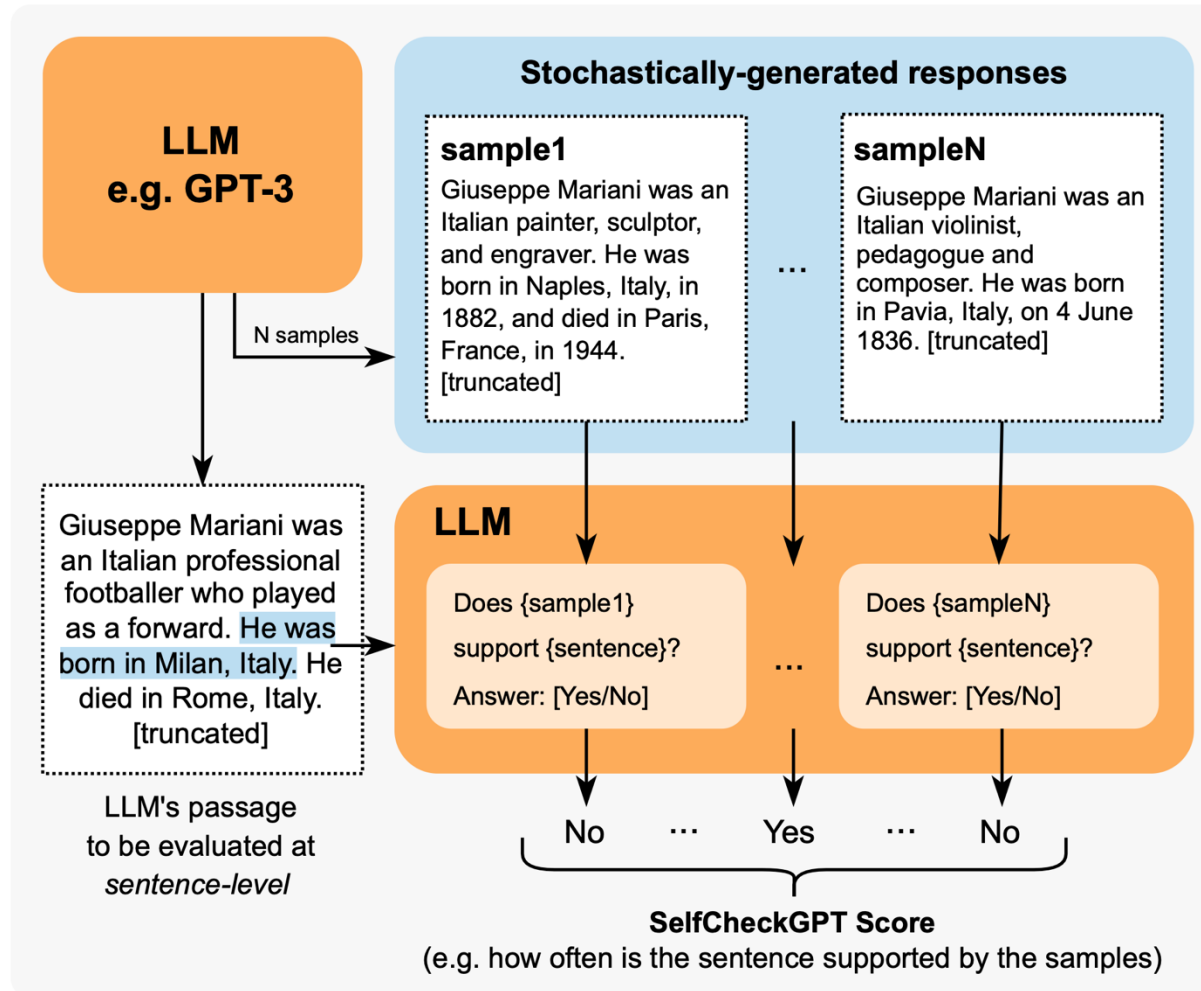 LLM
e.g. GPT-3
N samples
Stochastically-generated responses
sample1
Giuseppe Mariani was an
Italian painter, sculptor,
and engraver. He was
born in Naples, Italy, in
1882, and died in Paris,
France, in 1944.
[truncated]
...
sampleN
Giuseppe Mariani was an
Italian violinist,
pedagogue and
composer. He was born
in Pavia, Italy, on 4 June
1836. [truncated]
Giuseppe Mariani was
an Italian professional
footballer who played
as a forward. He was
born in Milan, Italy. He
died in Rome, Italy.
[truncated]
LLM's passage
to be evaluated at
sentence-level
LLM
Does {sample1}
support {sentence}?
Answer: [Yes/No]
...
Does {sampleN}
support {sentence}?
Answer: [Yes/No]
No ... Yes ... No
SelfCheckGPT Score
(e.g. how often is the sentence supported by the samples)